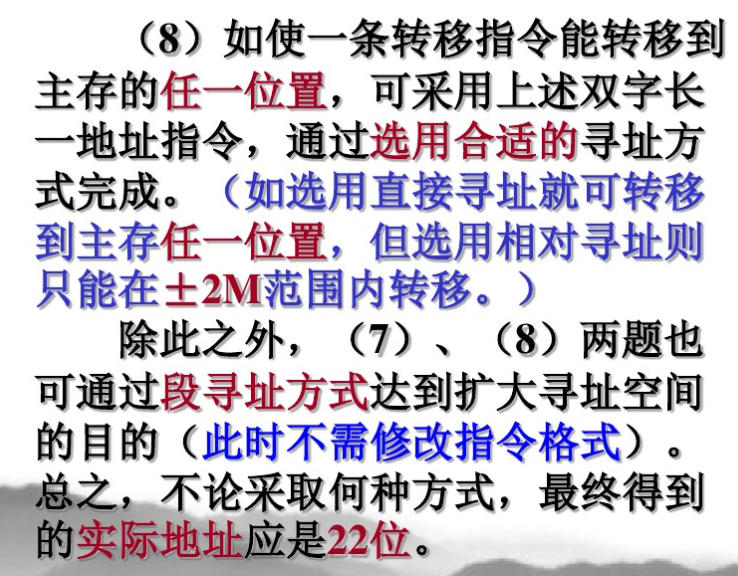 （8）如使一条转移指令能转移到
主存的任一位置，可采用上述双字长
一地址指令，通过选用合适的寻址方
式完成。（如选用直接寻址就可转移
到主存任一位置，但选用相对寻址则
只能在±2M范围内转移。）
除此之外，（7）、（8）两题也
可通过段寻址方式达到扩大寻址空间
的目的（此时不需修改指令格式）。
总之，不论采取何种方式，最终得到
的实际地址应是22位。